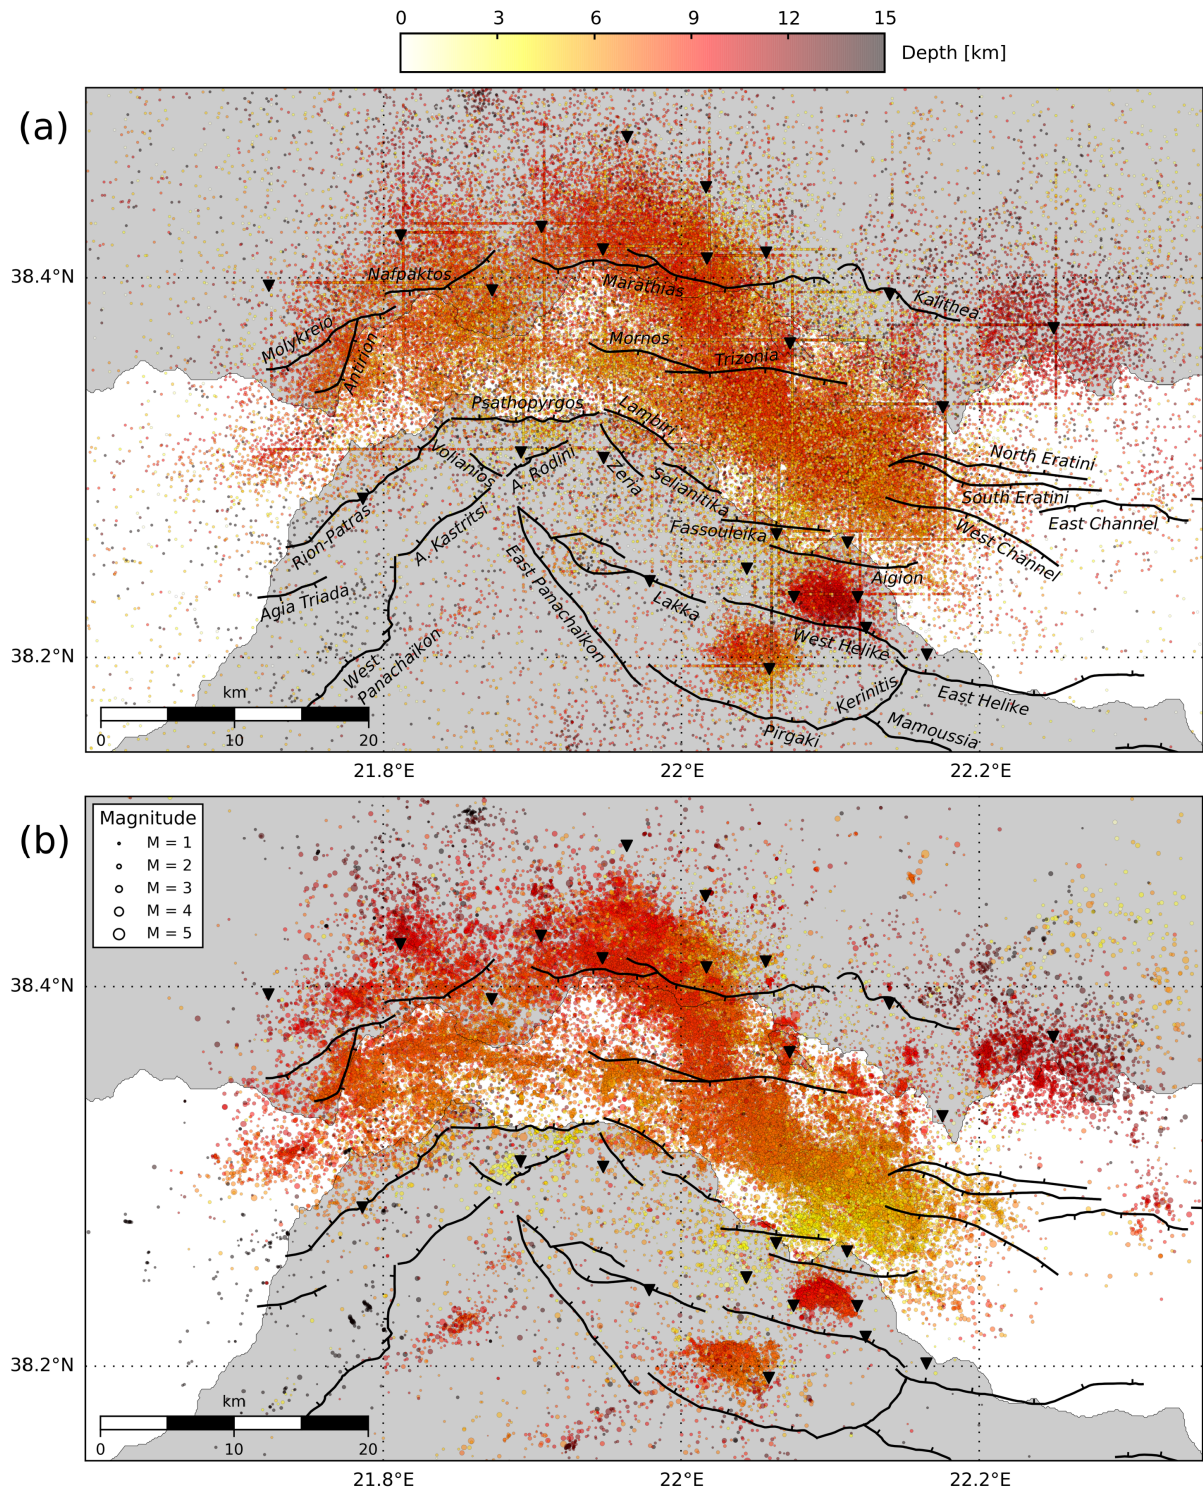 0 3 6 9 12 15
Depth [km]
(a)
38.4°N
38.2°N
Nafpaktos
Marathias
Kalithea
Molykreio
Antirion
Mornos
Trizonia
Psathopyrgos
Lambiri
Volianos
A. Rodini
Zeria
Selianitika
North Eratini
South Eratini
East Channel
West Channel
Rion-Patras
A. Kastritsi
Fassouleika
Aigion
Agia Triada
East Panachaikon
Lakka
West Helike
West
Panachaikon
Kerinitis
East Helike
Pirgaki
Mamoussia
km
0 10 20
21.8°E 22°E 22.2°E
(b)
Magnitude
M = 1
M = 2
M = 3
M = 4
M = 5
38.4°N
38.2°N
km
0 10 20
21.8°E 22°E 22.2°E